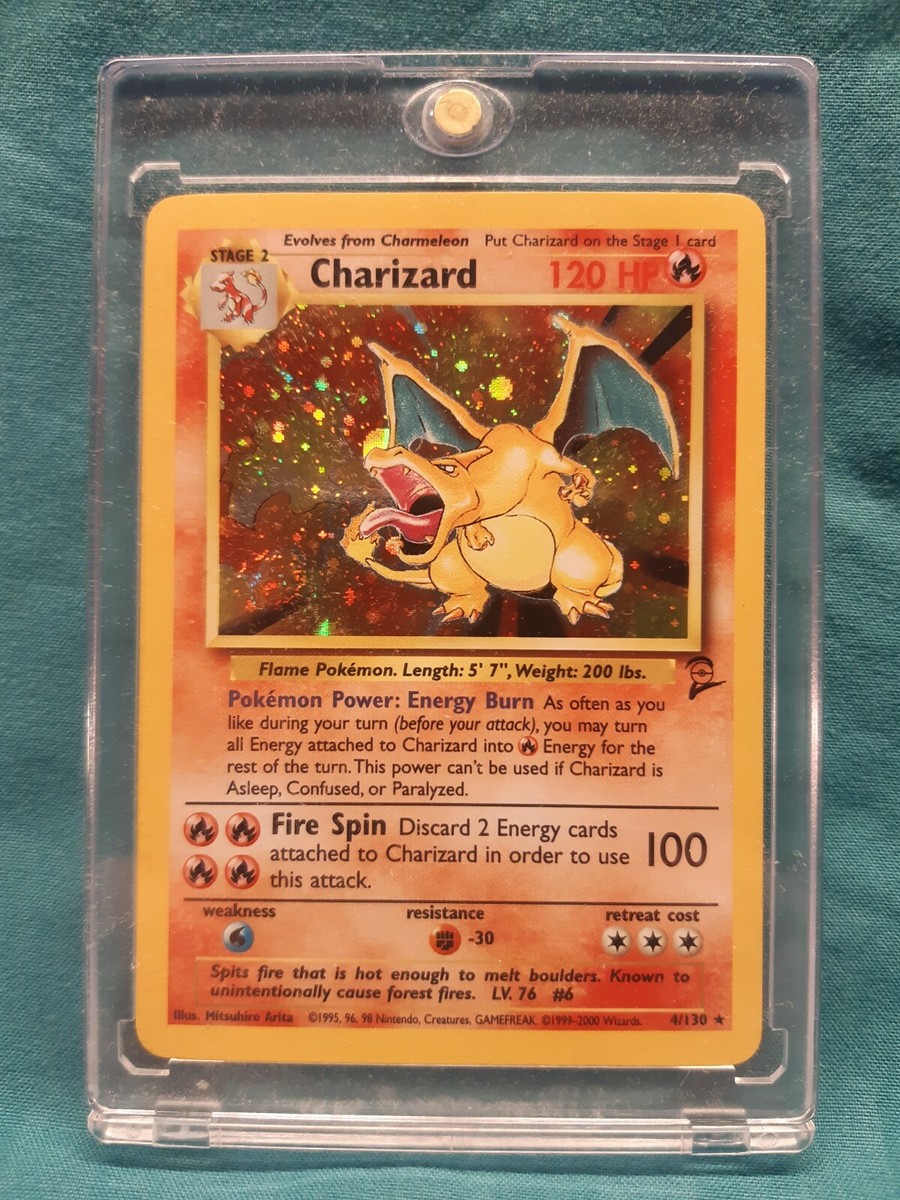 Evolves from Charmeleon Put Charizard on the Stage 1 card
STAGE 2
Charizard 120 HP
Flame Pokémon. Length: 5' 7", Weight: 200 lbs.
Pokémon Power: Energy Burn As often as you
like during your turn (before your attack), you may turn
all Energy attached to Charizard into Energy for the
rest of the turn. This power can't be used if Charizard is
Asleep, Confused, or Paralyzed.
Fire Spin Discard 2 Energy cards
attached to Charizard in order to use 100
this attack.
weakness resistance retreat cost
-30
Spits fire that is hot enough to melt boulders. Known to
unintentionally cause forest fires. LV. 76 #6
Illus. Mitsuhiro Arita ©1995, 96, 98 Nintendo, Creatures, GAMEFREAK. ©1999-2000 Wizards. 4/130 ★